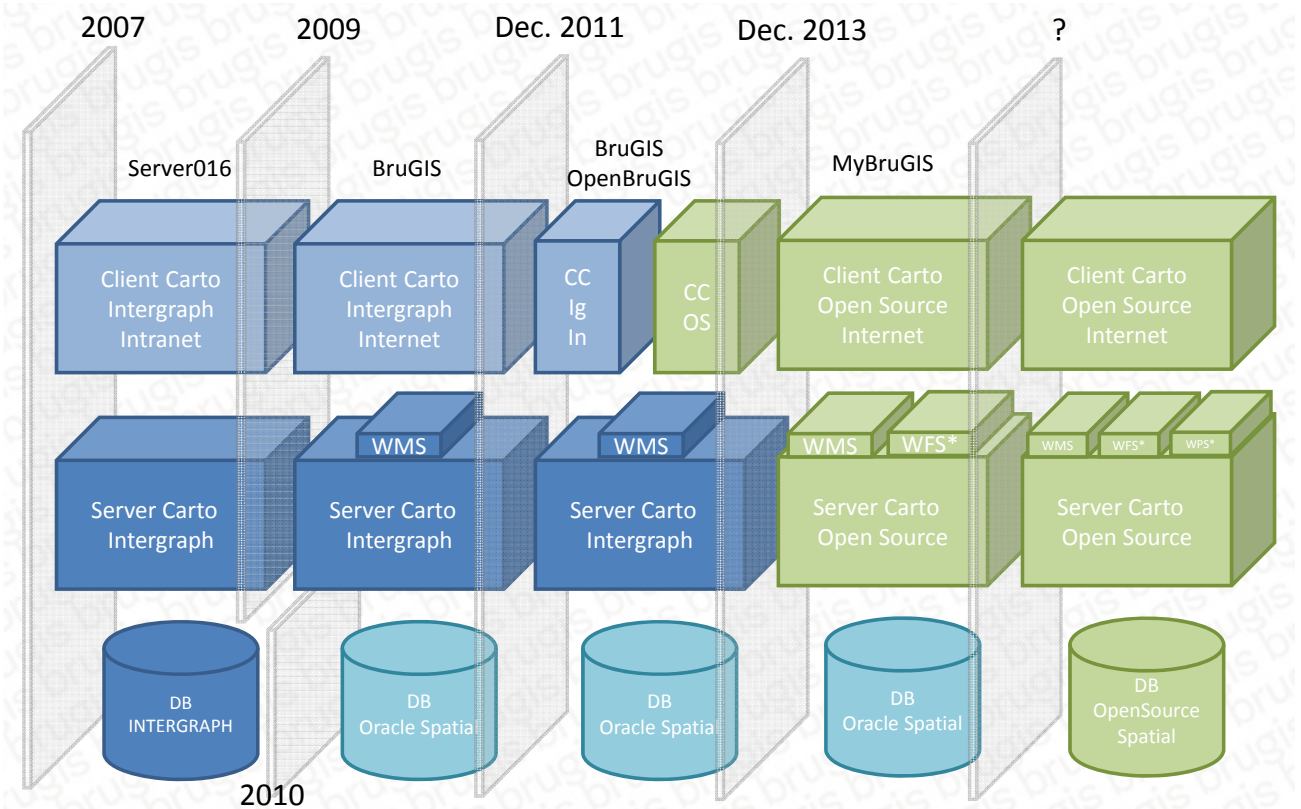 2007
2009
Dec. 2011
Dec. 2013
?
Server016
BruGIS
BruGIS
OpenBruGIS
MyBruGIS
Client Carto
Intergraph
Intranet
Client Carto
Intergraph
Internet
CC
Ig
In
CC
OS
Client Carto
Open Source
Internet
Client Carto
Open Source
Internet
WMS
WMS
WMS
WFS*
WMS
WFS*
WPS*
Server Carto
Intergraph
Server Carto
Intergraph
Server Carto
Intergraph
Server Carto
Open Source
Server Carto
Open Source
DB
INTERGRAPH
DB
Oracle Spatial
DB
Oracle Spatial
DB
Oracle Spatial
DB
OpenSource
Spatial
2010